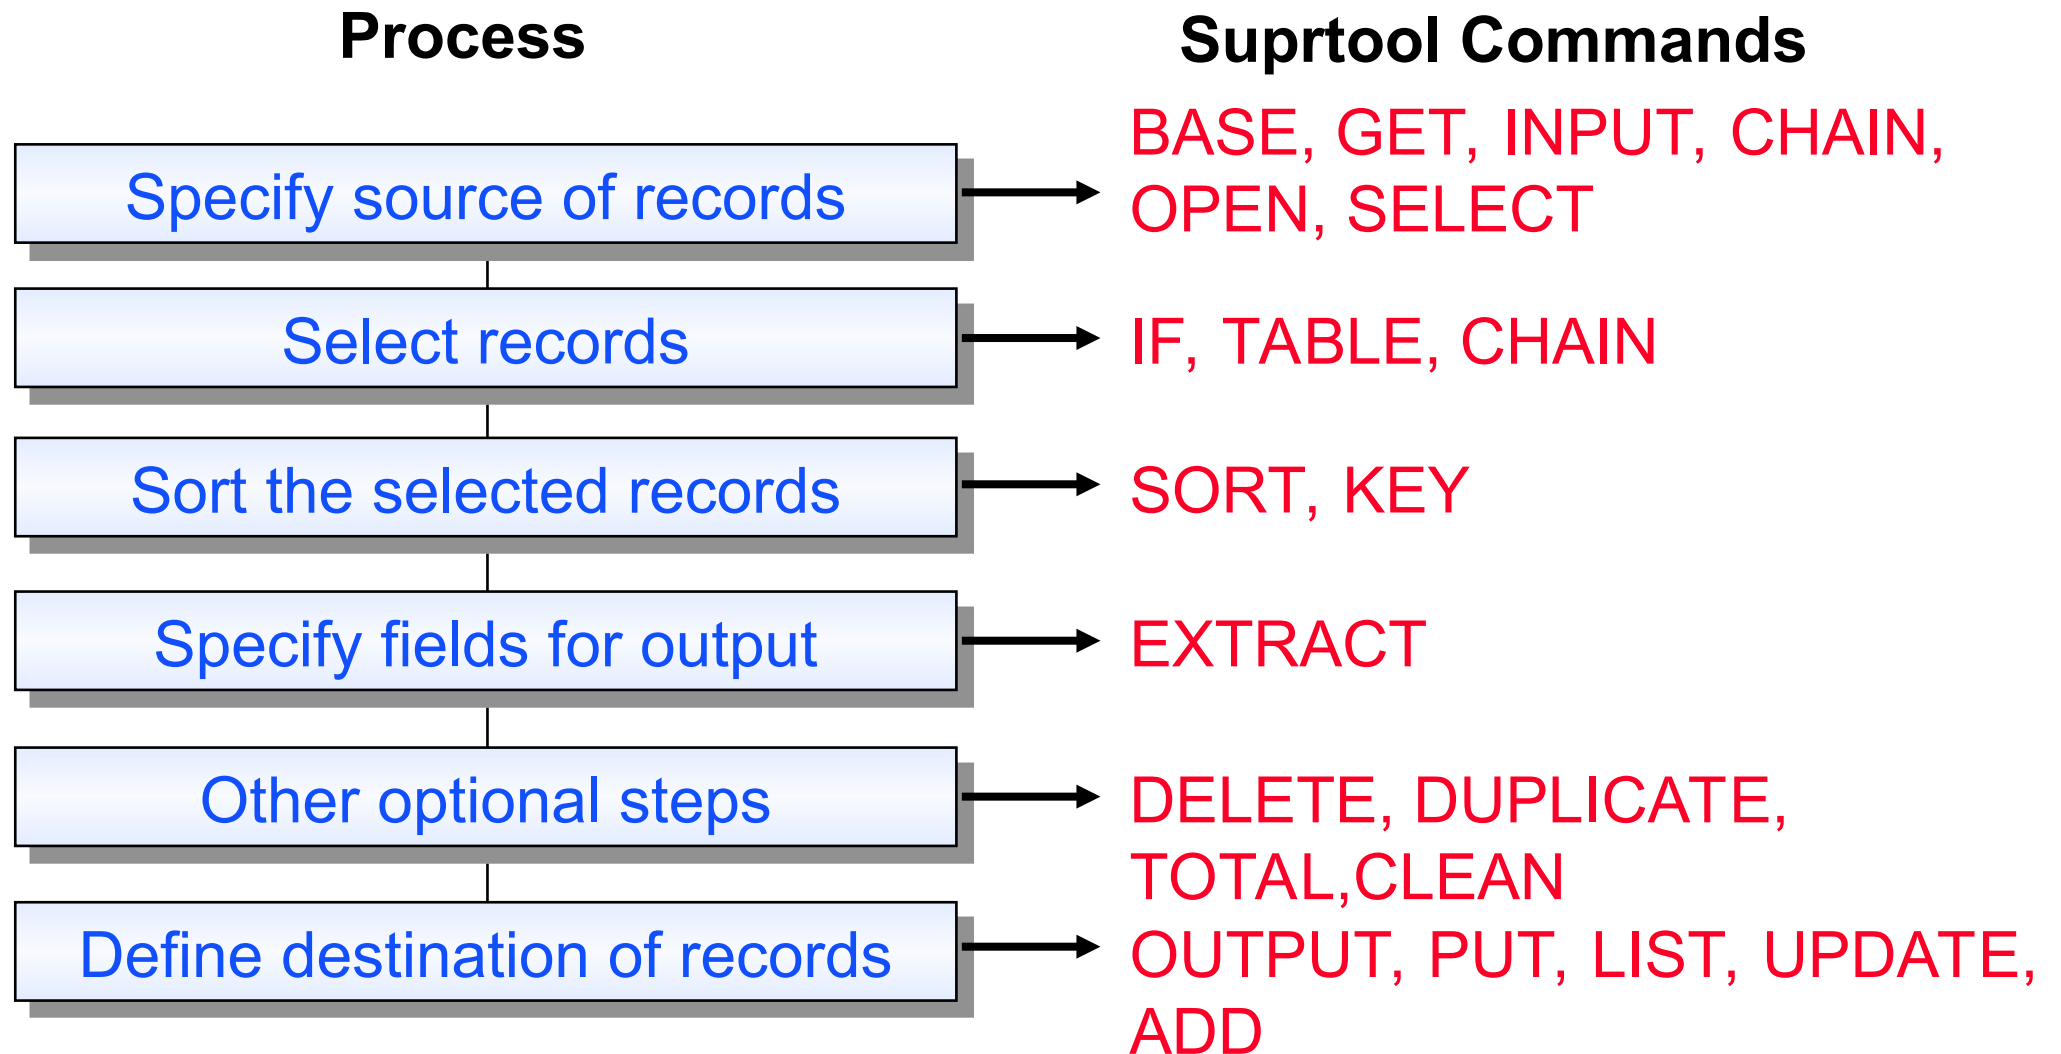 Process
Suprtool Commands
Specify source of records
BASE, GET, INPUT, CHAIN,
OPEN, SELECT
Select records
IF, TABLE, CHAIN
Sort the selected records
SORT, KEY
Specify fields for output
EXTRACT
Other optional steps
DELETE, DUPLICATE,
TOTAL,CLEAN
Define destination of records
OUTPUT, PUT, LIST, UPDATE,
ADD